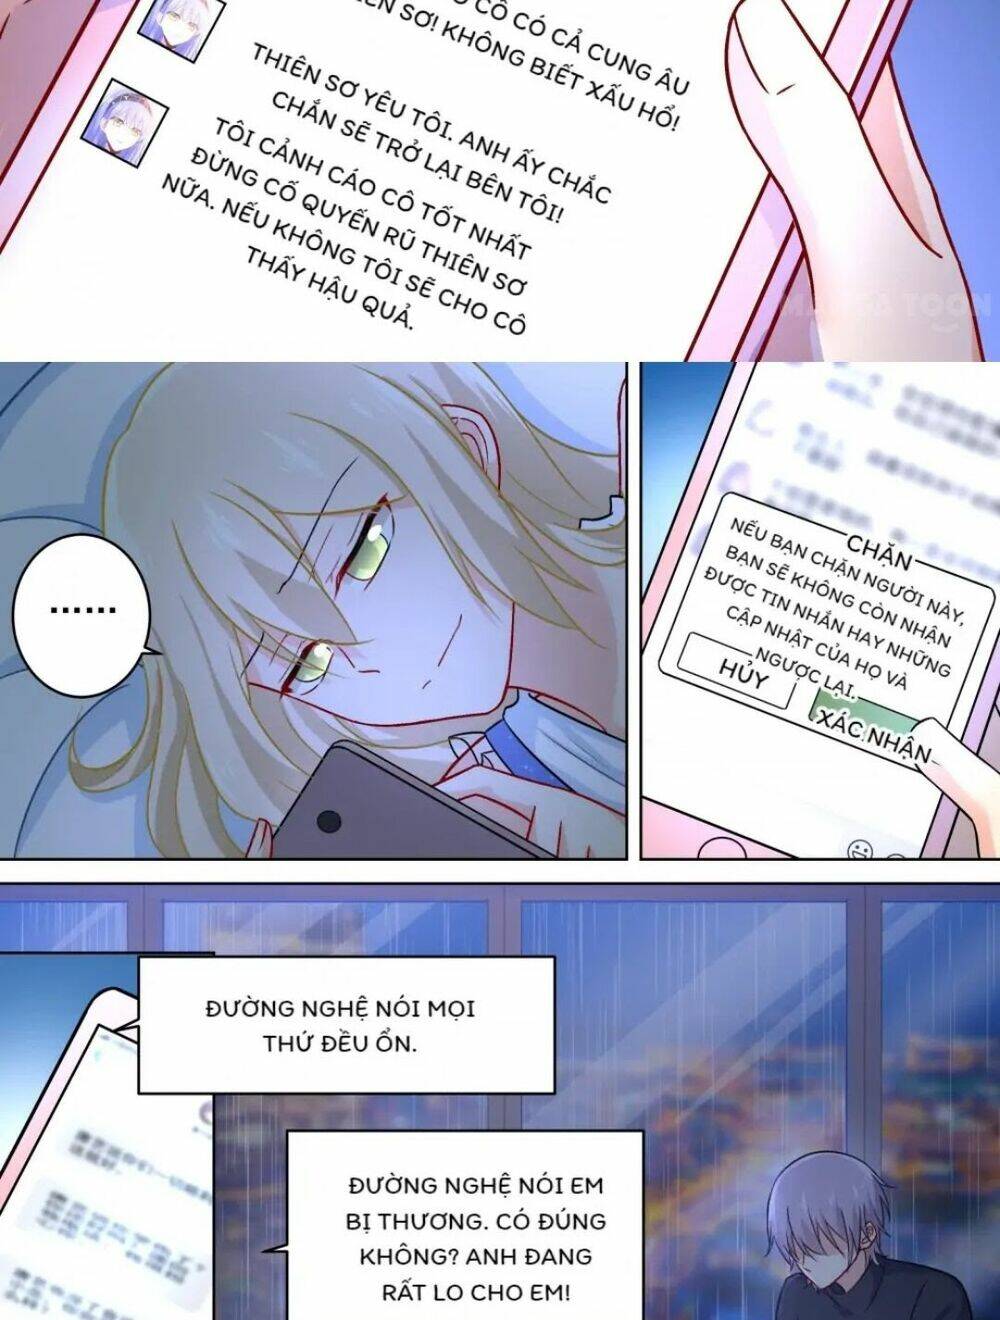 CÔ CÓ CẢ CUNG ÂU
THIÊN SƠ! KHÔNG BIẾT XẤU HỔ!
THIÊN SƠ YÊU TÔI. ANH ẤY CHẮC
CHẮN SẼ TRỞ LẠI BÊN TÔI!
TÔI CẢNH CÁO CÔ TỐT NHẤT
ĐỪNG CỐ QUYẾN RŨ THIÊN SƠ
NỮA. NẾU KHÔNG TÔI SẼ CHO CÔ
THẤY HẬU QUẢ.
MANGA TOON
......
CHẶN
NẾU BẠN CHẶN NGƯỜI NÀY,
BẠN SẼ KHÔNG CÒN NHẬN
ĐƯỢC TIN NHẮN HAY NHỮNG
CẬP NHẬT CỦA HỌ VÀ
NGƯỢC LẠI.
HỦY
XÁC NHẬN
ĐƯỜNG NGHỆ NÓI MỌI
THỨ ĐỀU ỔN.
ĐƯỜNG NGHỆ NÓI EM
BỊ THƯƠNG. CÓ ĐÚNG
KHÔNG? ANH ĐANG
RẤT LO CHO EM!